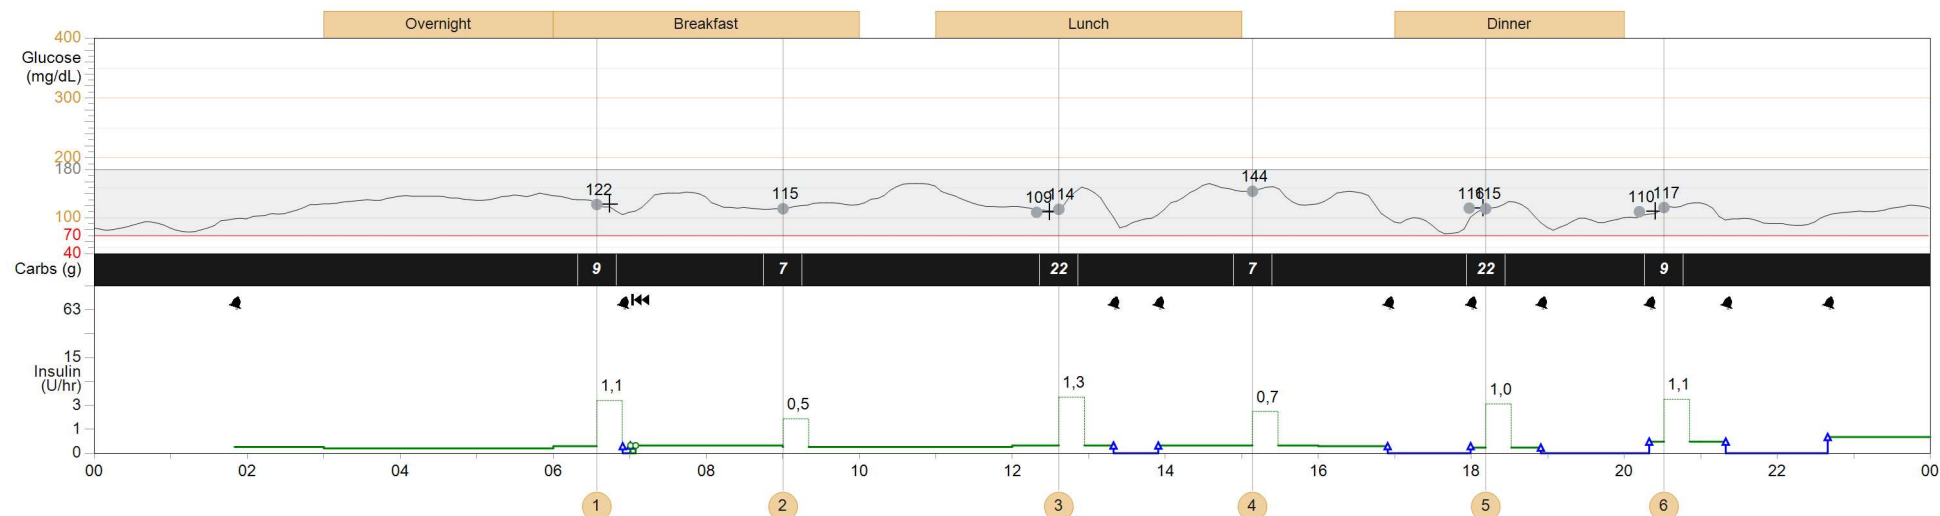 Overnight Breakfast Lunch Dinner
400
Glucose
(mg/dL)
300
200
180
122 115 109 114 144 116 115 110 117
100
70
40
Carbs (g) 9 7 22 7 22 9
63
15
Insulin
(U/hr)
1,1 0,5 1,3 0,7 1,0 1,1
3
1
0
00 02 04 06 08 10 12 14 16 18 20 22 00
1 2 3 4 5 6